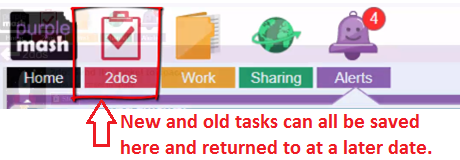 purple
mash
4
Home 2dos Work Sharing Alerts
New and old tasks can all be saved
here and returned to at a later date.